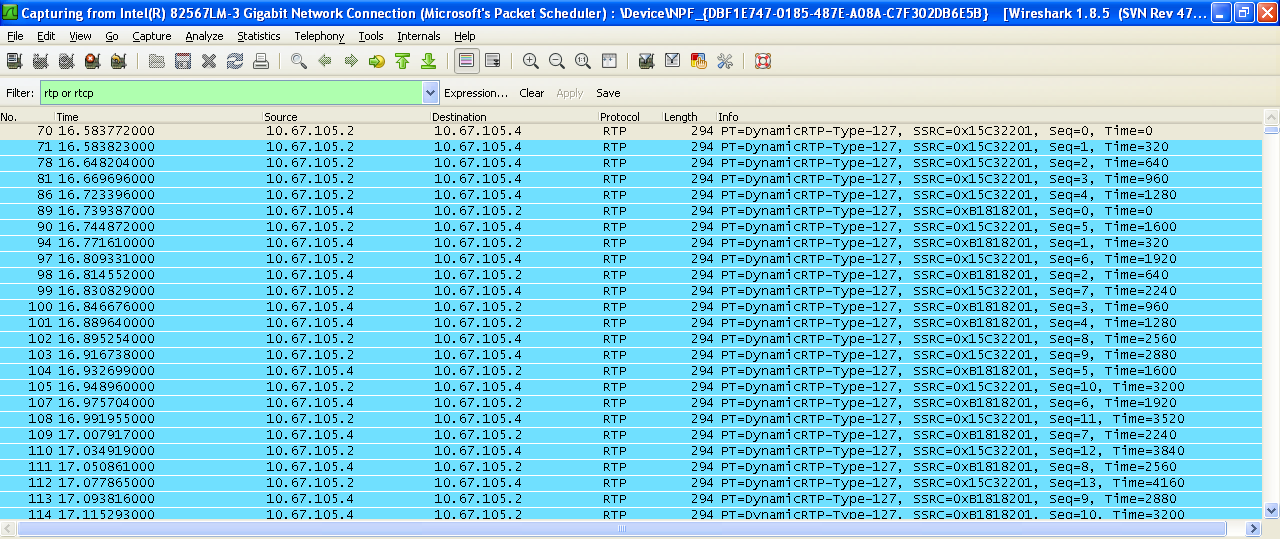 Capturing from Intel(R) 82567LM-3 Gigabit Network Connection (Microsoft's Packet Scheduler) : \Device\NPF_{DBF1E747-0185-487E-A08A-C7F302DB6E5B} [Wireshark 1.8.5 (SVN Rev 47...
File Edit View Go Capture Analyze Statistics Telephony Tools Internals Help
Filter: rtp or rtcp Expression... Clear Apply Save
No. Time Source Destination Protocol Length Info
70 16.583772000 10.67.105.2 10.67.105.4 RTP 294 PT=DynamicRTP-Type-127, SSRC=0x15C32201, Seq=0, Time=0
71 16.583823000 10.67.105.2 10.67.105.4 RTP 294 PT=DynamicRTP-Type-127, SSRC=0x15C32201, Seq=1, Time=320
78 16.648204000 10.67.105.2 10.67.105.4 RTP 294 PT=DynamicRTP-Type-127, SSRC=0x15C32201, Seq=2, Time=640
81 16.669696000 10.67.105.2 10.67.105.4 RTP 294 PT=DynamicRTP-Type-127, SSRC=0x15C32201, Seq=3, Time=960
86 16.723396000 10.67.105.2 10.67.105.4 RTP 294 PT=DynamicRTP-Type-127, SSRC=0x15C32201, Seq=4, Time=1280
89 16.739387000 10.67.105.4 10.67.105.2 RTP 294 PT=DynamicRTP-Type-127, SSRC=0xB1818201, Seq=0, Time=0
90 16.744872000 10.67.105.2 10.67.105.4 RTP 294 PT=DynamicRTP-Type-127, SSRC=0x15C32201, Seq=5, Time=1600
94 16.771610000 10.67.105.4 10.67.105.2 RTP 294 PT=DynamicRTP-Type-127, SSRC=0xB1818201, Seq=1, Time=320
97 16.809331000 10.67.105.2 10.67.105.4 RTP 294 PT=DynamicRTP-Type-127, SSRC=0x15C32201, Seq=6, Time=1920
98 16.814552000 10.67.105.4 10.67.105.2 RTP 294 PT=DynamicRTP-Type-127, SSRC=0xB1818201, Seq=2, Time=640
99 16.830829000 10.67.105.2 10.67.105.4 RTP 294 PT=DynamicRTP-Type-127, SSRC=0x15C32201, Seq=7, Time=2240
100 16.846676000 10.67.105.4 10.67.105.2 RTP 294 PT=DynamicRTP-Type-127, SSRC=0xB1818201, Seq=3, Time=960
101 16.889640000 10.67.105.4 10.67.105.2 RTP 294 PT=DynamicRTP-Type-127, SSRC=0xB1818201, Seq=4, Time=1280
102 16.895254000 10.67.105.2 10.67.105.4 RTP 294 PT=DynamicRTP-Type-127, SSRC=0x15C32201, Seq=8, Time=2560
103 16.916738000 10.67.105.2 10.67.105.4 RTP 294 PT=DynamicRTP-Type-127, SSRC=0x15C32201, Seq=9, Time=2880
104 16.932699000 10.67.105.4 10.67.105.2 RTP 294 PT=DynamicRTP-Type-127, SSRC=0xB1818201, Seq=5, Time=1600
105 16.948960000 10.67.105.2 10.67.105.4 RTP 294 PT=DynamicRTP-Type-127, SSRC=0x15C32201, Seq=10, Time=3200
107 16.975704000 10.67.105.4 10.67.105.2 RTP 294 PT=DynamicRTP-Type-127, SSRC=0xB1818201, Seq=6, Time=1920
108 16.991955000 10.67.105.2 10.67.105.4 RTP 294 PT=DynamicRTP-Type-127, SSRC=0x15C32201, Seq=11, Time=3520
109 17.007917000 10.67.105.4 10.67.105.2 RTP 294 PT=DynamicRTP-Type-127, SSRC=0xB1818201, Seq=7, Time=2240
110 17.034919000 10.67.105.2 10.67.105.4 RTP 294 PT=DynamicRTP-Type-127, SSRC=0x15C32201, Seq=12, Time=3840
111 17.050861000 10.67.105.4 10.67.105.2 RTP 294 PT=DynamicRTP-Type-127, SSRC=0xB1818201, Seq=8, Time=2560
112 17.077865000 10.67.105.2 10.67.105.4 RTP 294 PT=DynamicRTP-Type-127, SSRC=0x15C32201, Seq=13, Time=4160
113 17.093816000 10.67.105.4 10.67.105.2 RTP 294 PT=DynamicRTP-Type-127, SSRC=0xB1818201, Seq=9, Time=2880
114 17.115293000 10.67.105.4 10.67.105.2 RTP 294 PT=DynamicRTP-Type-127, SSRC=0xB1818201, Seq=10, Time=3200